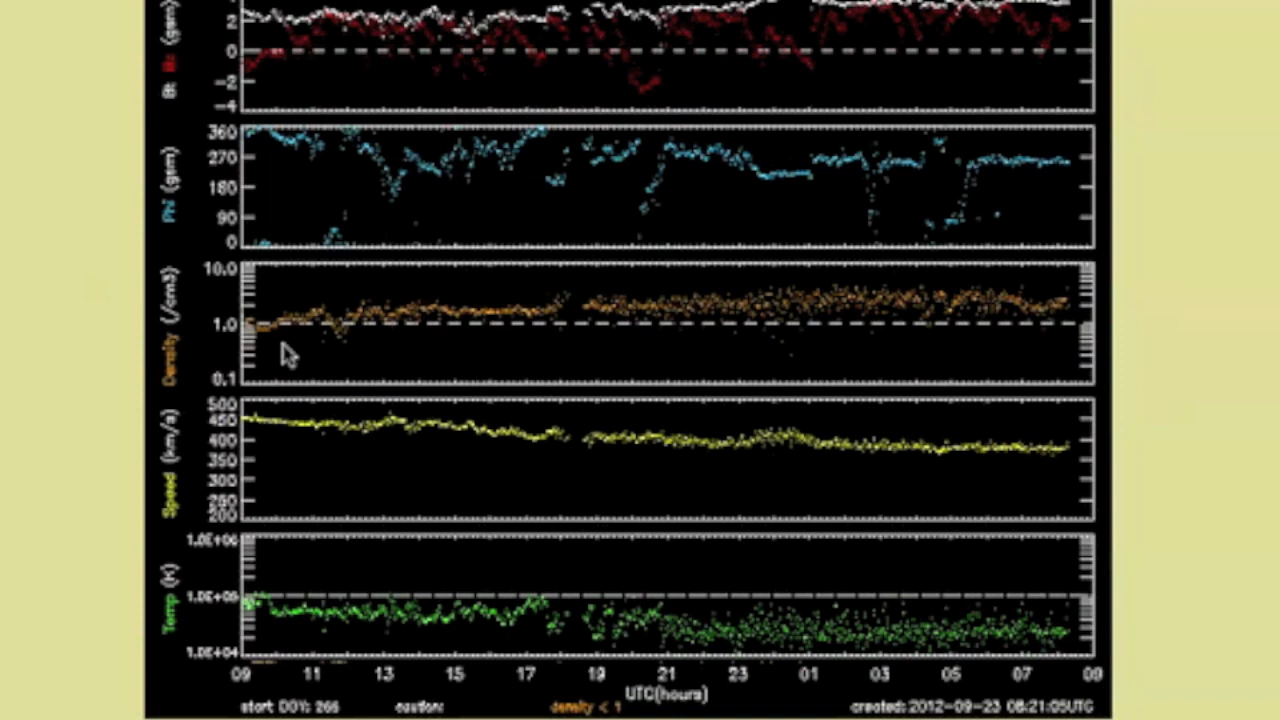 Bt Bz (gsm)
2
0
-2
-4
Phi (gsm)
360
270
180
90
0
Density (/cm3)
10.0
1.0
0.1
Speed (km/s)
500
450
400
350
300
250
200
Temp (K)
1.0E+06
1.0E+05
1.0E+04
09 11 13 15 17 19 21 23 01 03 05 07 09
UTC(hours)
start DOY: 266 caution: density < 1 created: 2012-09-23 08:21:05UTC